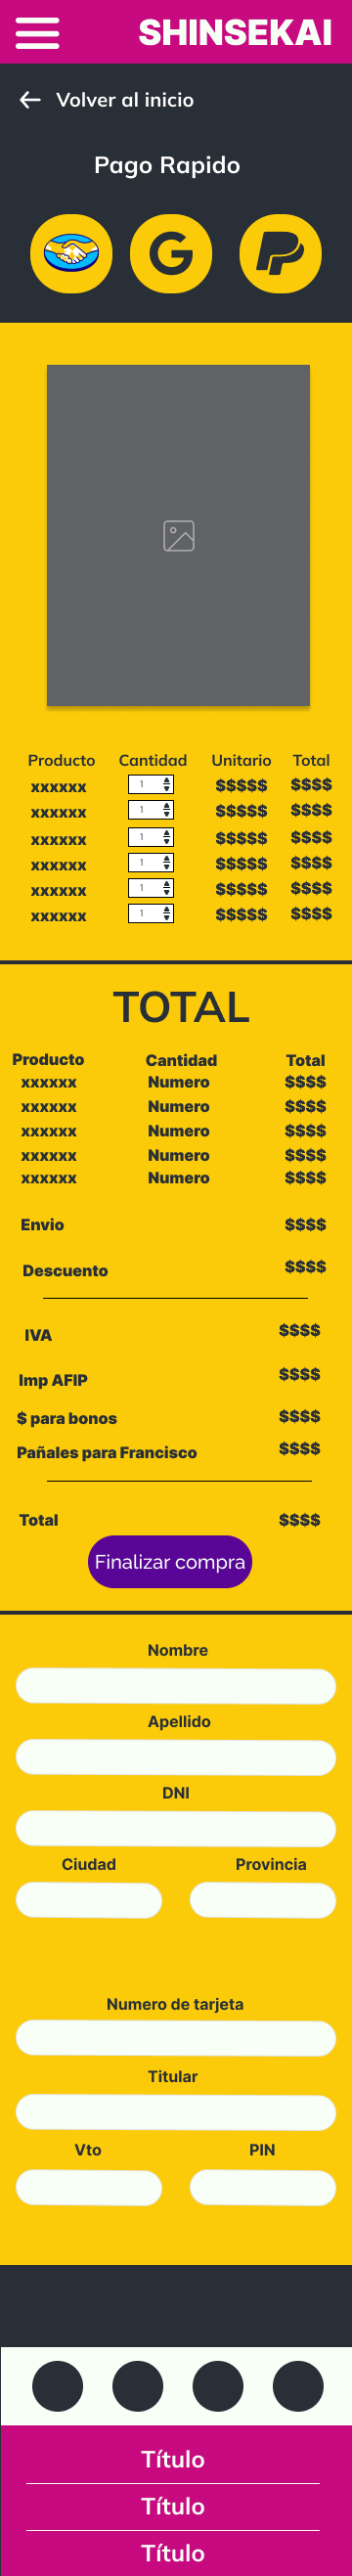 SHINSEKAI
Volver al inicio
Pago Rapido
Producto Cantidad Unitario Total
xxxxxx 1 $$$$$ $$$$
xxxxxx 1 $$$$$ $$$$
xxxxxx 1 $$$$$ $$$$
xxxxxx 1 $$$$$ $$$$
xxxxxx 1 $$$$$ $$$$
xxxxxx 1 $$$$$ $$$$
TOTAL
Producto Cantidad Total
xxxxxx Numero $$$$
xxxxxx Numero $$$$
xxxxxx Numero $$$$
xxxxxx Numero $$$$
xxxxxx Numero $$$$
Envio $$$$
Descuento $$$$
IVA $$$$
Imp AFIP $$$$
$ para bonos $$$$
Pañales para Francisco $$$$
Total $$$$
Finalizar compra
Nombre
Apellido
DNI
Ciudad Provincia
Numero de tarjeta
Titular
Vto PIN
Título
Título
Título